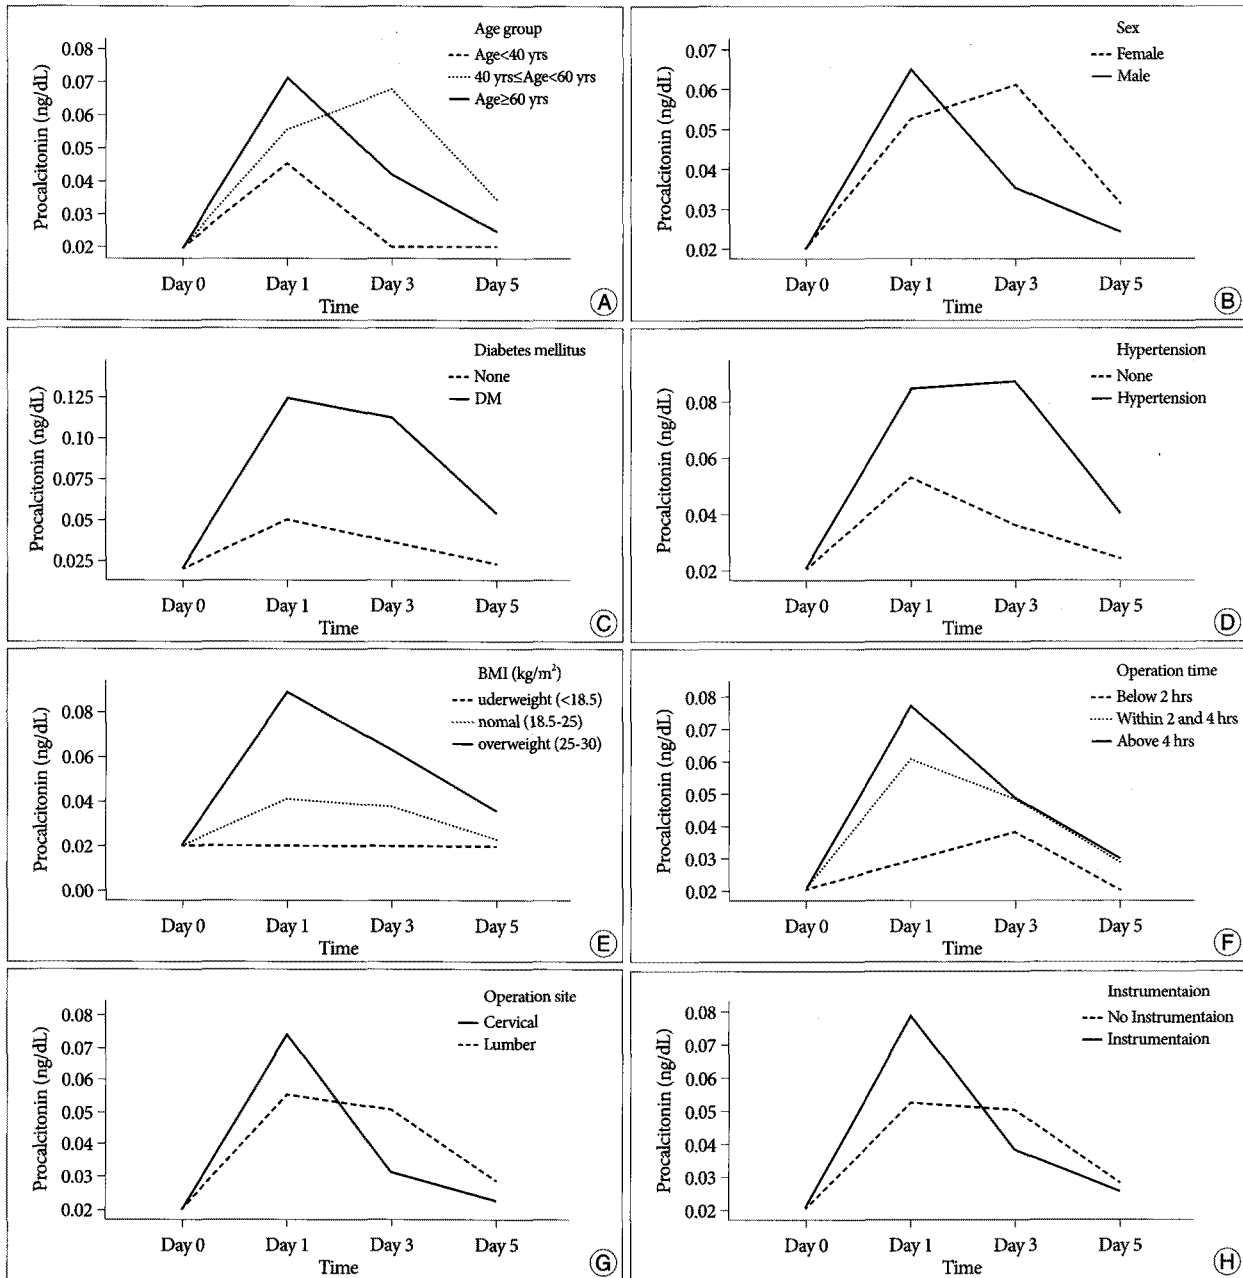 Age group
Age<40 yrs
40 yrs≤Age<60 yrs
Age≥60 yrs
Procalcitonin (ng/dL)
0.08
0.07
0.06
0.05
0.04
0.03
0.02
Day 0 Day 1 Day 3 Day 5
Time
A
Sex
Female
Male
Procalcitonin (ng/dL)
0.07
0.06
0.05
0.04
0.03
0.02
Day 0 Day 1 Day 3 Day 5
Time
B
Diabetes mellitus
None
DM
Procalcitonin (ng/dL)
0.125
0.10
0.075
0.05
0.025
Day 0 Day 1 Day 3 Day 5
Time
C
Hypertension
None
Hypertension
Procalcitonin (ng/dL)
0.08
0.06
0.04
0.02
Day 0 Day 1 Day 3 Day 5
Time
D
BMI (kg/m²)
uderweight (<18.5)
nomal (18.5-25)
overweight (25-30)
Procalcitonin (ng/dL)
0.08
0.06
0.04
0.02
0.00
Day 0 Day 1 Day 3 Day 5
Time
E
Operation time
Below 2 hrs
Within 2 and 4 hrs
Above 4 hrs
Procalcitonin (ng/dL)
0.08
0.07
0.06
0.05
0.04
0.03
0.02
Day 0 Day 1 Day 3 Day 5
Time
F
Operation site
Cervical
Lumber
Procalcitonin (ng/dL)
0.08
0.07
0.06
0.05
0.04
0.03
0.02
Day 0 Day 1 Day 3 Day 5
Time
G
Instrumentaion
No Instrumentaion
Instrumentaion
Procalcitonin (ng/dL)
0.08
0.07
0.06
0.05
0.04
0.03
0.02
Day 0 Day 1 Day 3 Day 5
Time
H